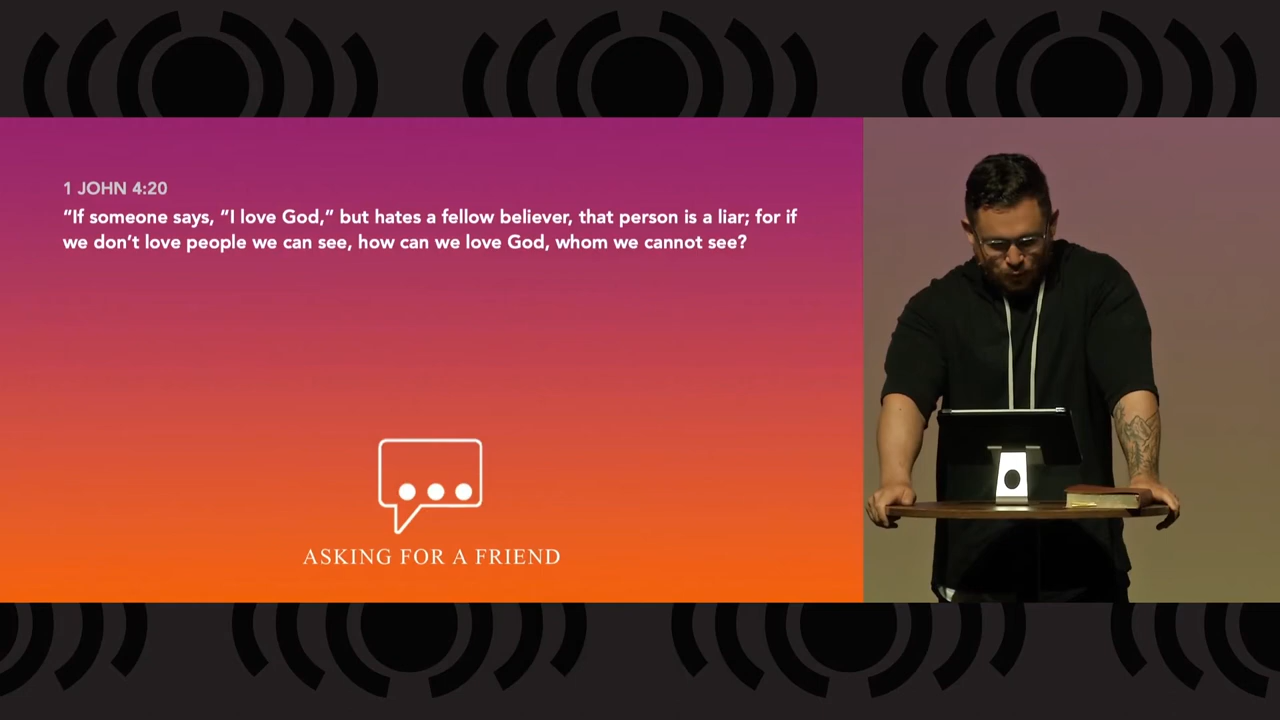 1 JOHN 4:20
“If someone says, “I love God,” but hates a fellow believer, that person is a liar; for if
we don’t love people we can see, how can we love God, whom we cannot see?
ASKING FOR A FRIEND